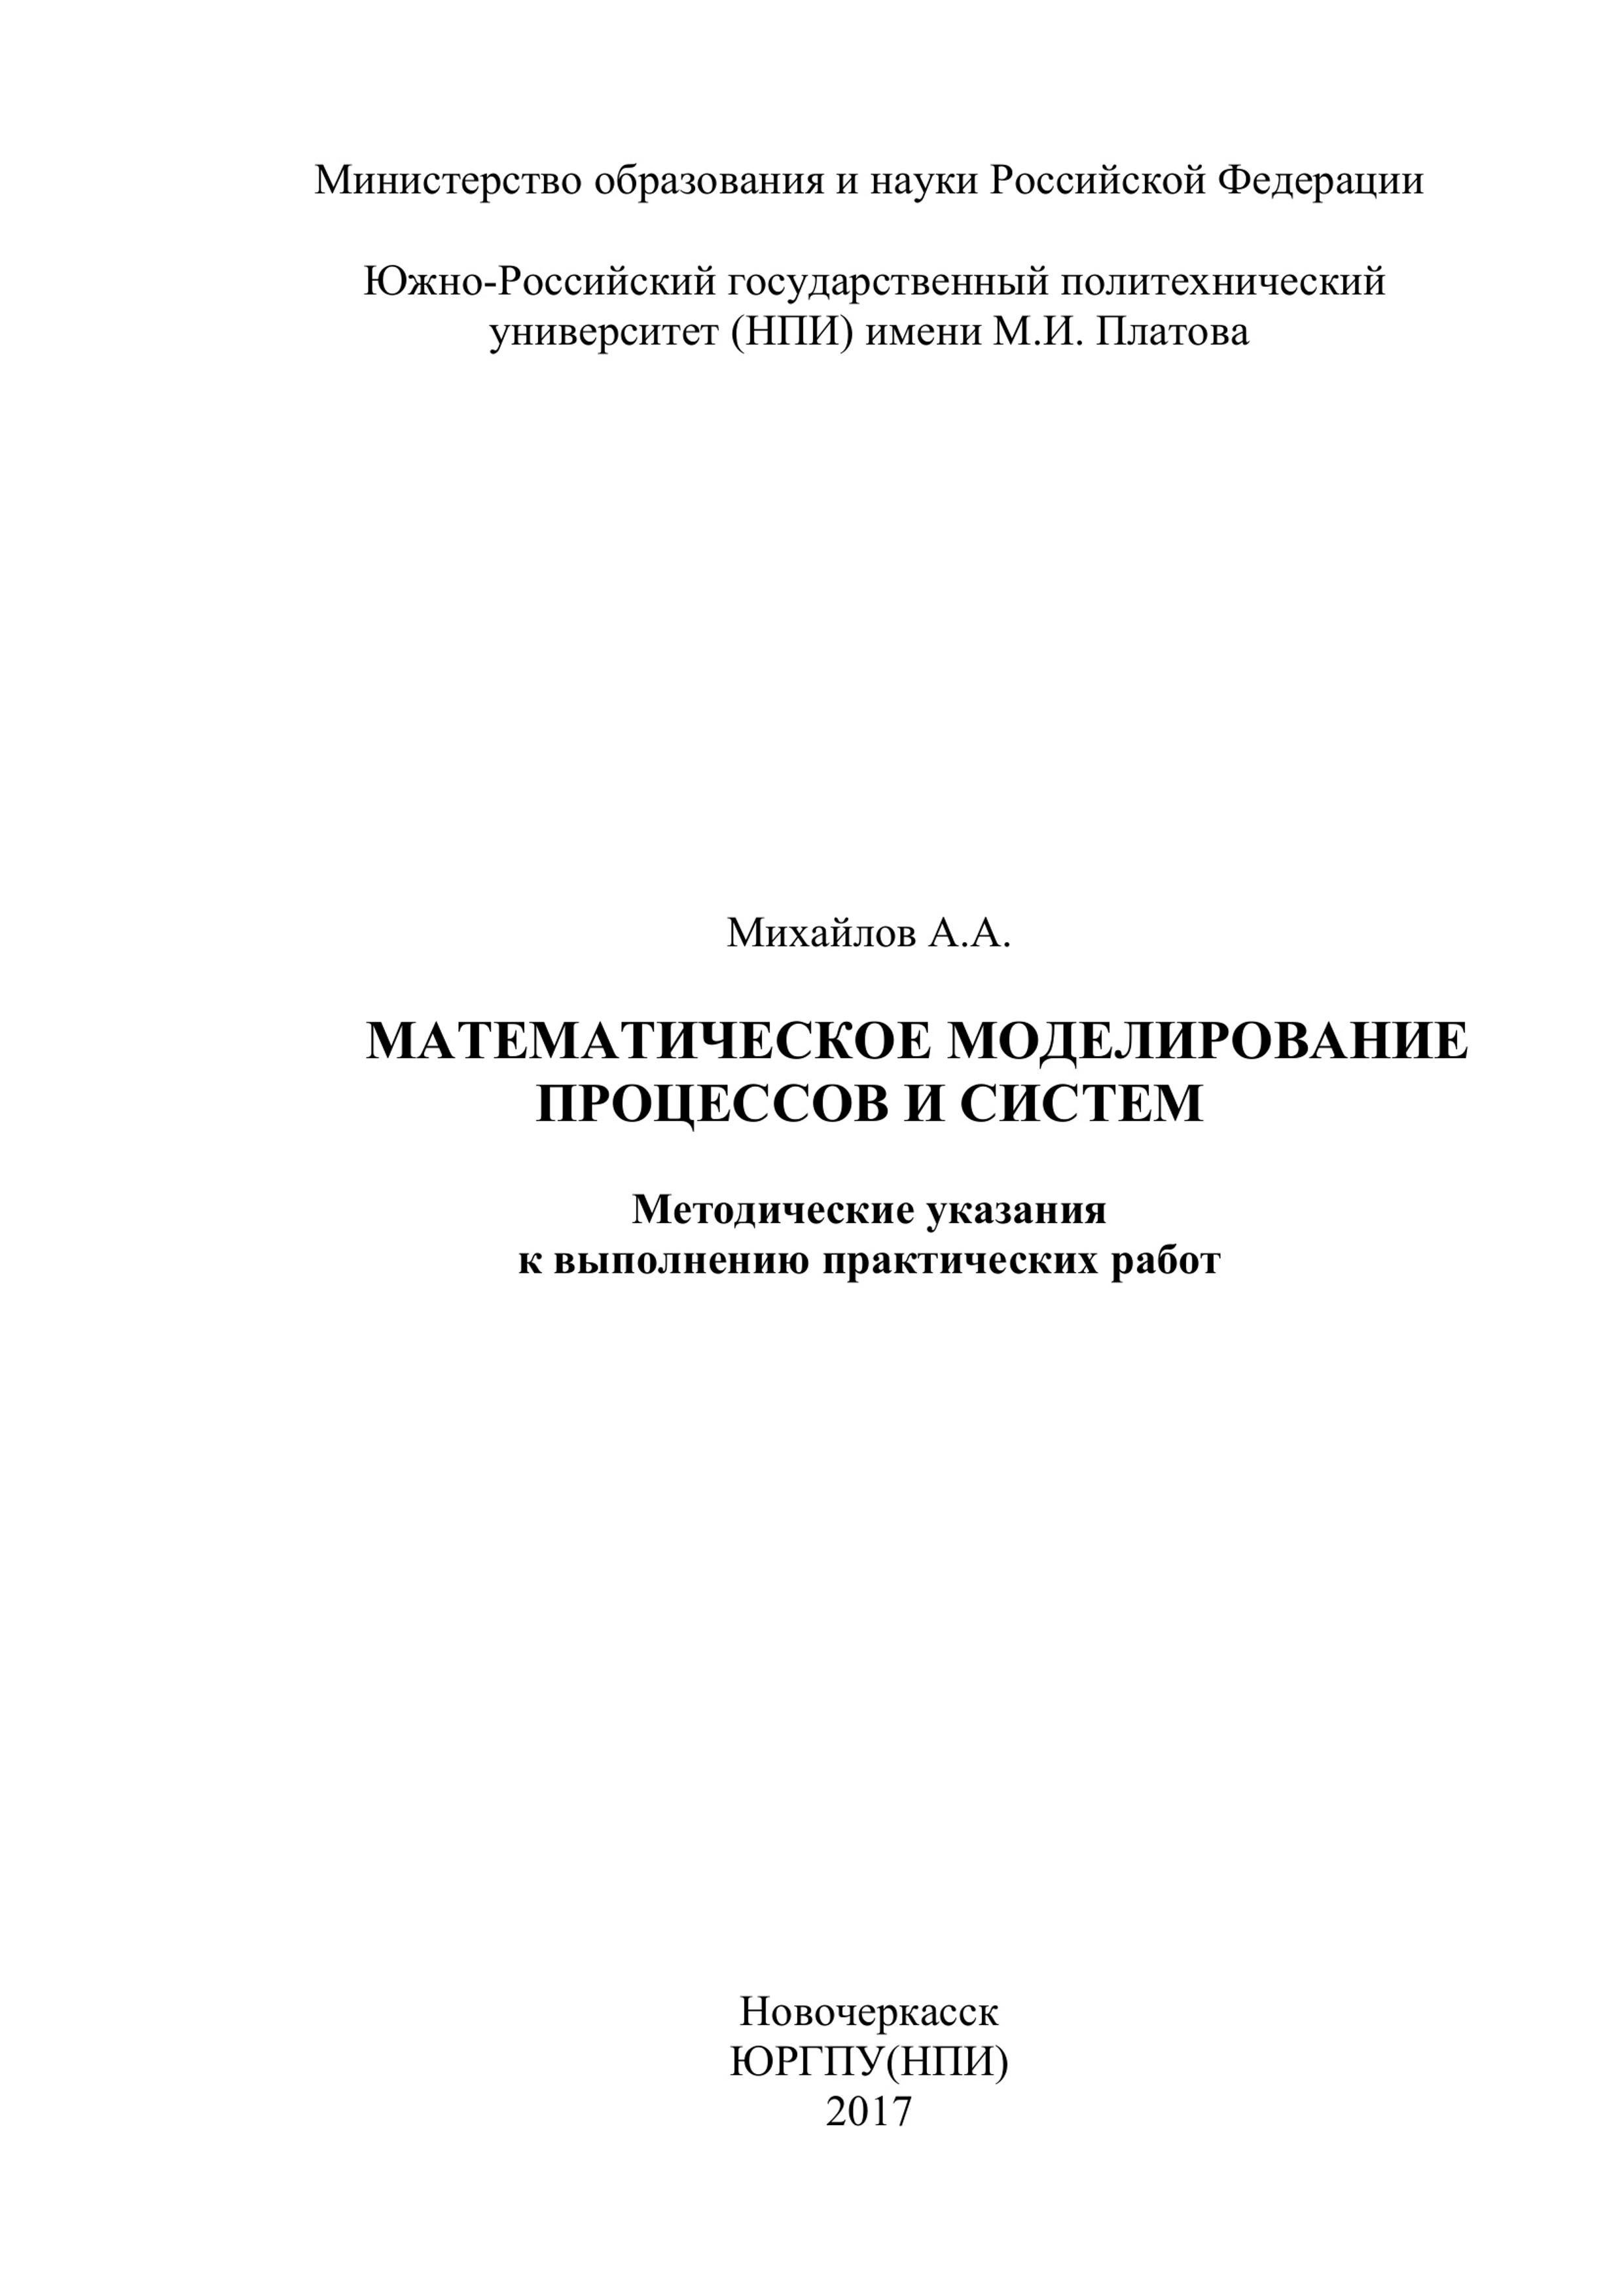 Министерство образования и науки Российской Федерации
Южно-Российский государственный политехнический
университет (НПИ) имени М.И. Платова
Михайлов А.А.
МАТЕМАТИЧЕСКОЕ МОДЕЛИРОВАНИЕ
ПРОЦЕССОВ И СИСТЕМ
Методические указания
к выполнению практических работ
Новочеркасск
ЮРГПУ(НПИ)
2017